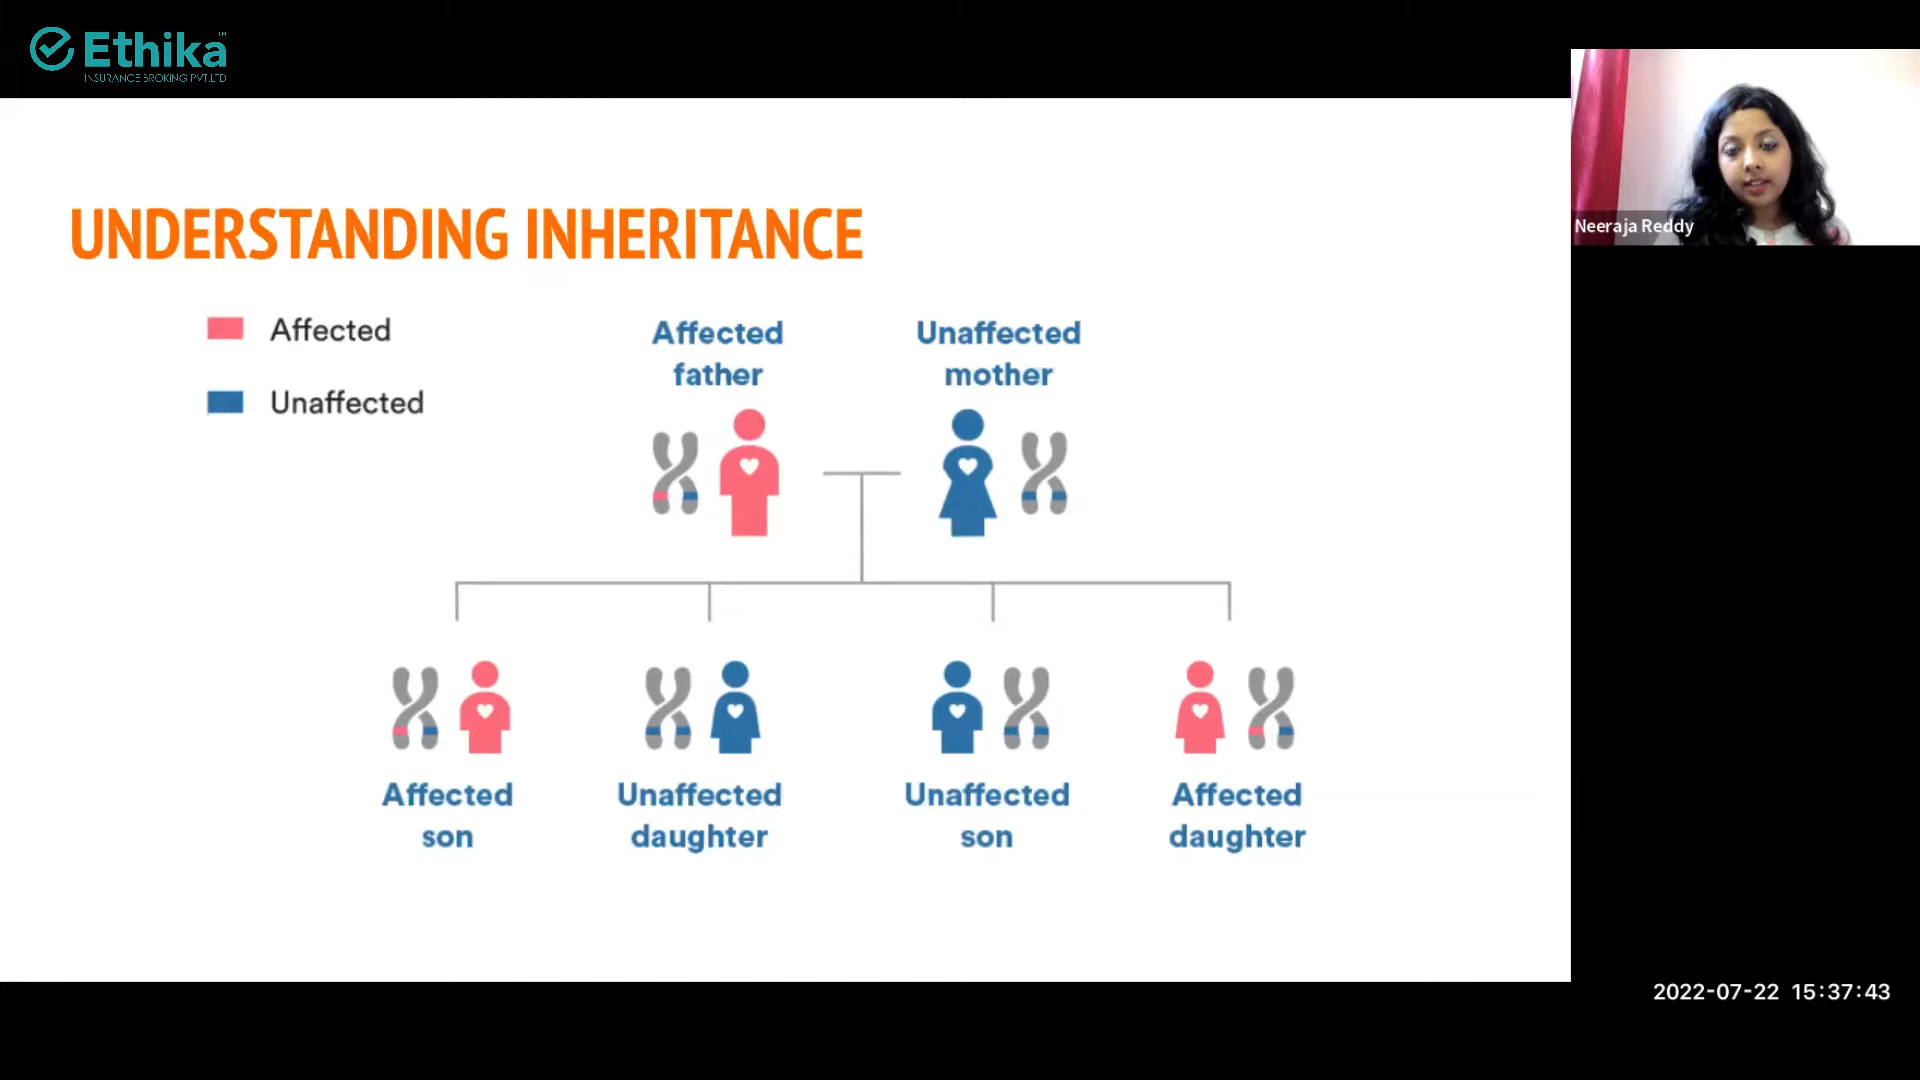 Ethika
TM
INSURANCE BROKING PVT.LTD
Neeraja Reddy
UNDERSTANDING INHERITANCE
Affected
Unaffected
Affected
father
Unaffected
mother
Affected
son
Unaffected
daughter
Unaffected
son
Affected
daughter
2022-07-22 15:37:43